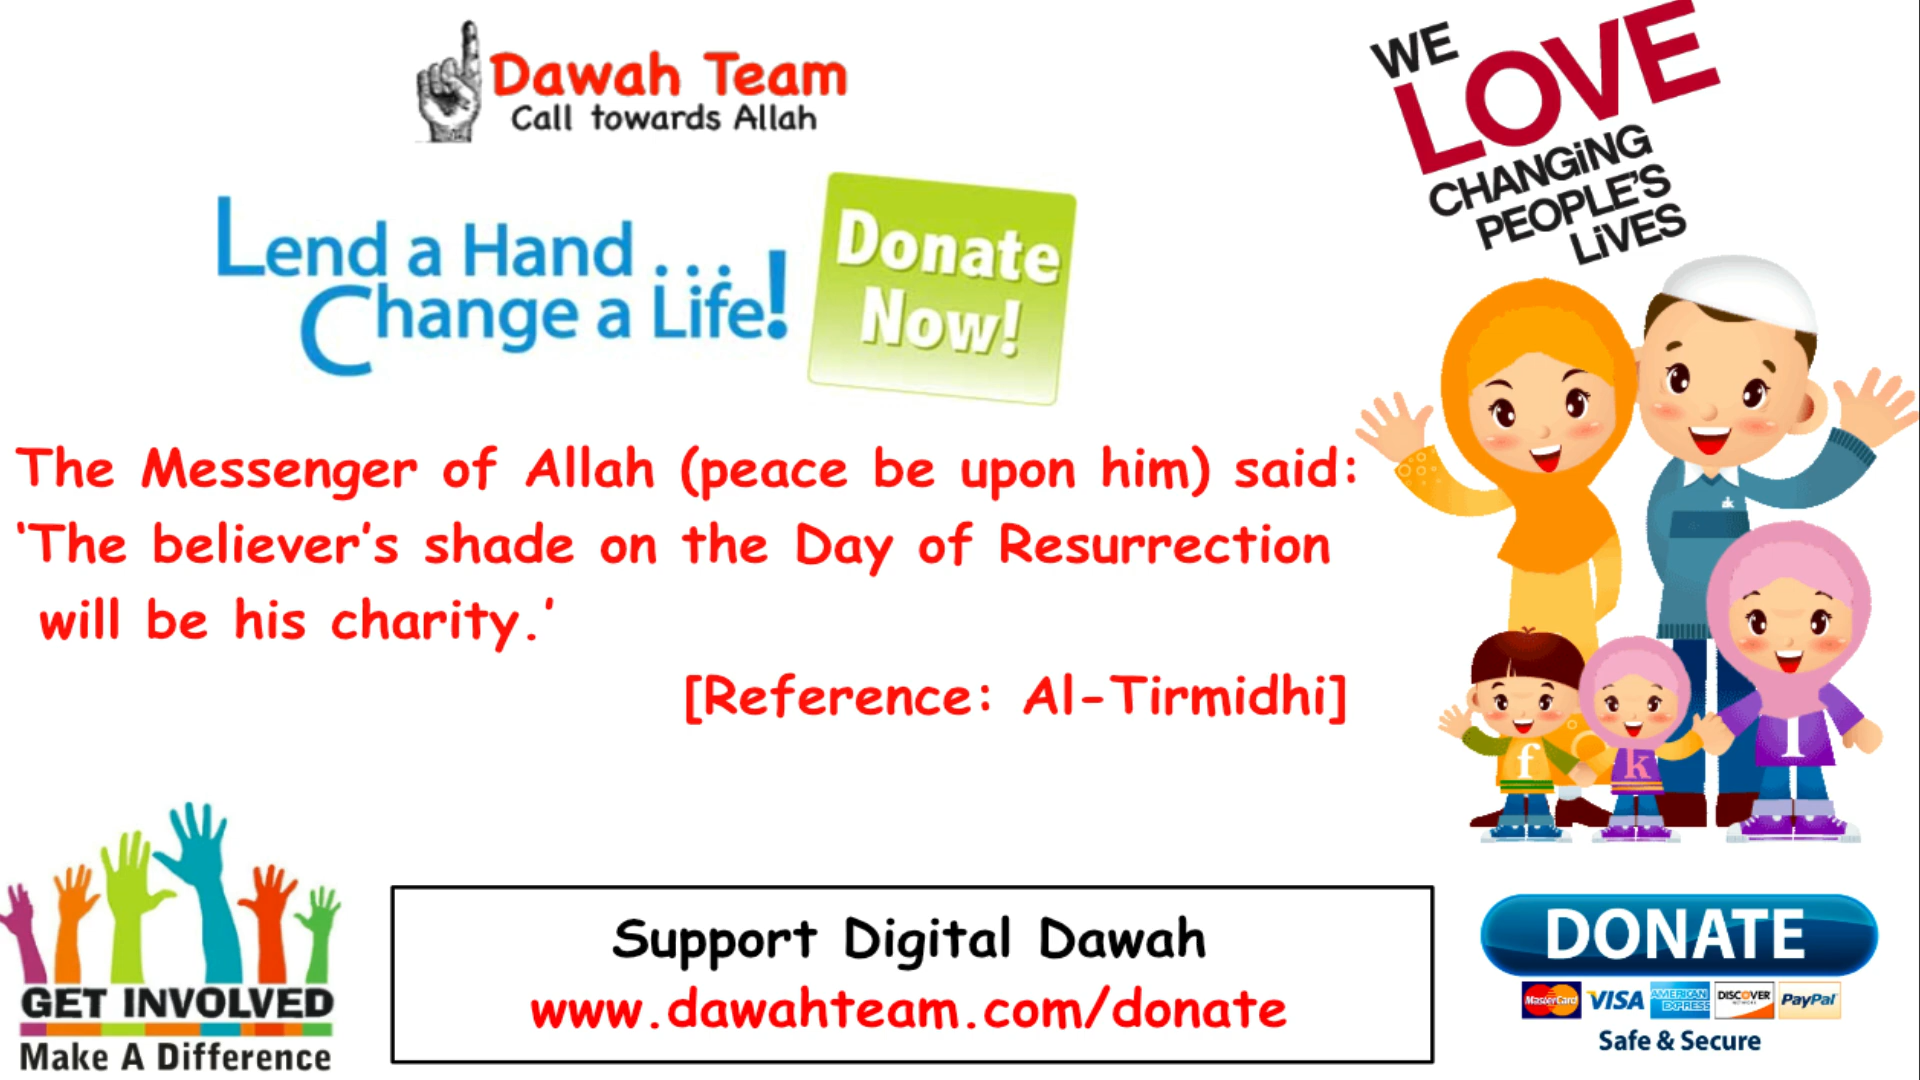 Dawah Team
Call towards Allah
WE
LOVE
CHANGiNG
PEOPLE'S
LiVES
Lend a Hand . . .
Change a Life!
Donate
Now!
The Messenger of Allah (peace be upon him) said:
‘The believer’s shade on the Day of Resurrection
will be his charity.’
[Reference: Al-Tirmidhi]
f
k
l
GET INVOLVED
Make A Difference
Support Digital Dawah
www.dawahteam.com/donate
DONATE
MasterCard VISA AMERICAN EXPRESS DISCOVER NETWORK PayPal
Safe & Secure